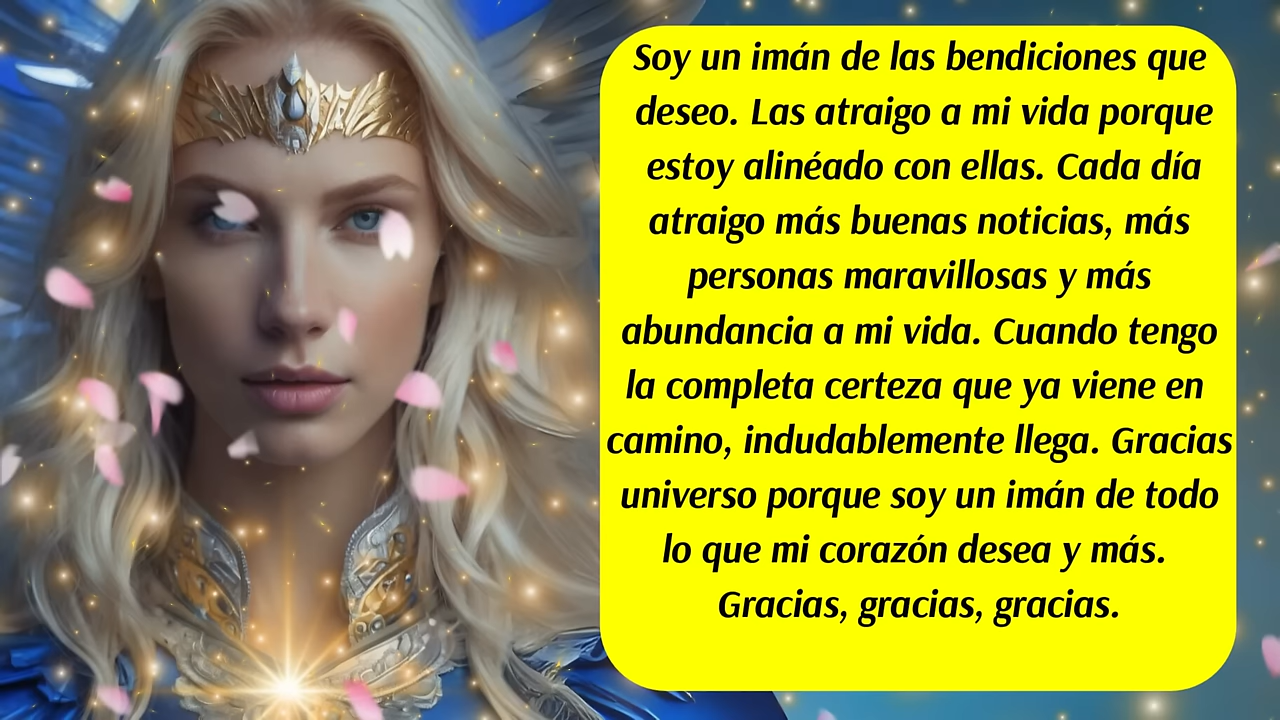 Soy un imán de las bendiciones que
deseo. Las atraigo a mi vida porque
estoy alinéado con ellas. Cada día
atraigo más buenas noticias, más
personas maravillosas y más
abundancia a mi vida. Cuando tengo
la completa certeza que ya viene en
camino, indudablemente llega. Gracias
universo porque soy un imán de todo
lo que mi corazón desea y más.
Gracias, gracias, gracias.